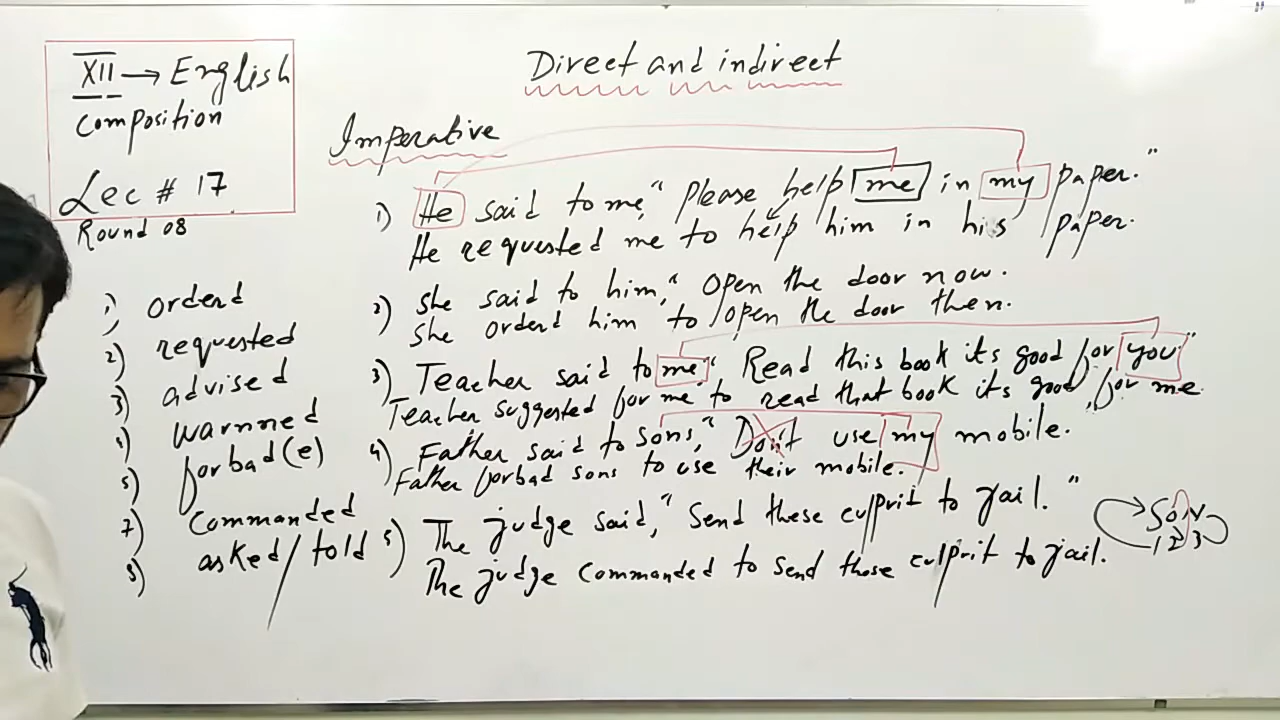 XII → English
composition
Lec # 17
Round 08
Direct and indirect
Imperative
1) He said to me," Please help me in my paper."
He requested me to help him in his paper.
2) She said to him," Open the door now.
She orderd him to open the door then.
3) Teacher said to me" Read this book its good for you"
Teacher suggested for me to read that book its good for me.
4) Father said to sons," Don't use my mobile.
Father forbad sons to use their mobile.
5) The judge said," Send these culprit to jail."
The judge commanded to send those culprit to jail.
1) orderd
2) requested
3) advised
4) warnned
5) forbad(e)
7) Commanded
8) asked/told
SON
123